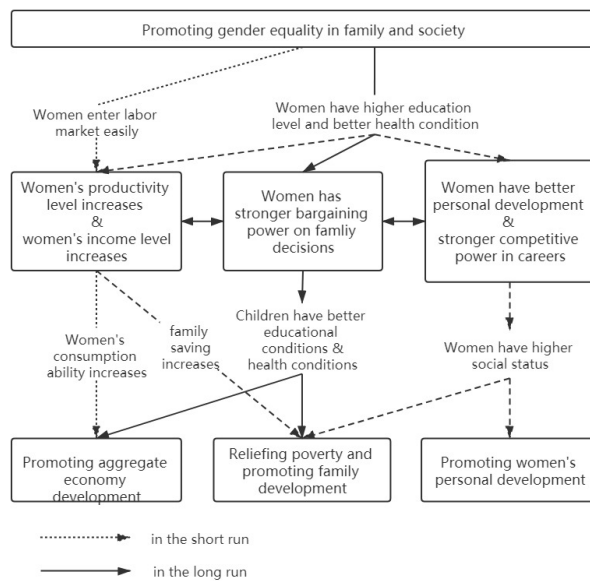 Promoting gender equality in family and society
Women enter labor
market easily
Women have higher education
level and better health condition
Women's productivity
level increases
&
women's income level
increases
Women has
stronger bargaining
power on famliy
decisions
Women have better
personal development
&
stronger competitive
power in careers
Women's
consumption
ability increases
family
saving
increases
Children have better
educational
conditions &
health conditions
Women have higher
social status
Promoting aggregate
economy
development
Reliefing poverty and
promoting family
development
Promoting women's
personal development
in the short run
in the long run